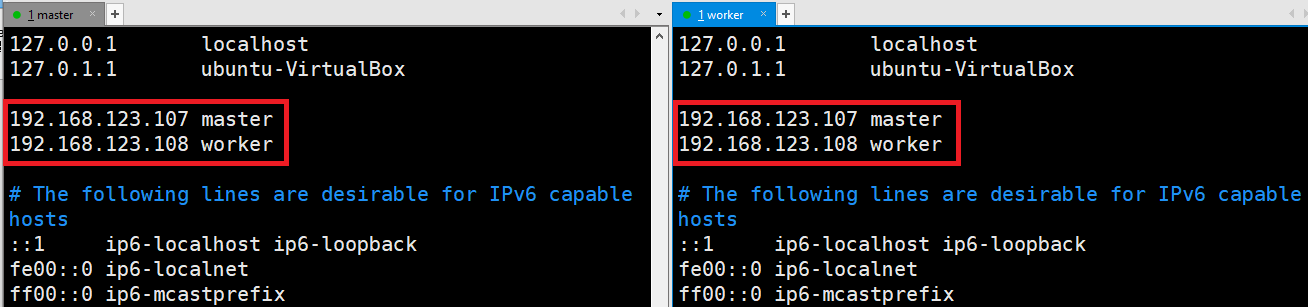 1 master
127.0.0.1       localhost
127.0.1.1       ubuntu-VirtualBox
192.168.123.107 master
192.168.123.108 worker
# The following lines are desirable for IPv6 capable
hosts
::1     ip6-localhost ip6-loopback
fe00::0 ip6-localnet
ff00::0 ip6-mcastprefix
1 worker
127.0.0.1       localhost
127.0.1.1       ubuntu-VirtualBox
192.168.123.107 master
192.168.123.108 worker
# The following lines are desirable for IPv6 capable
hosts
::1     ip6-localhost ip6-loopback
fe00::0 ip6-localnet
ff00::0 ip6-mcastprefix